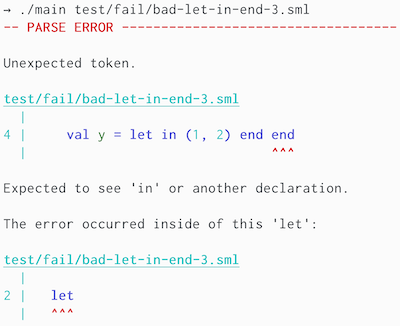 → ./main test/fail/bad-let-in-end-3.sml
-- PARSE ERROR -----------------------------------
Unexpected token.
test/fail/bad-let-in-end-3.sml
|
4 |     val y = let in (1, 2) end end
|                               ^^^
Expected to see 'in' or another declaration.
The error occurred inside of this 'let':
test/fail/bad-let-in-end-3.sml
|
2 |   let
|   ^^^